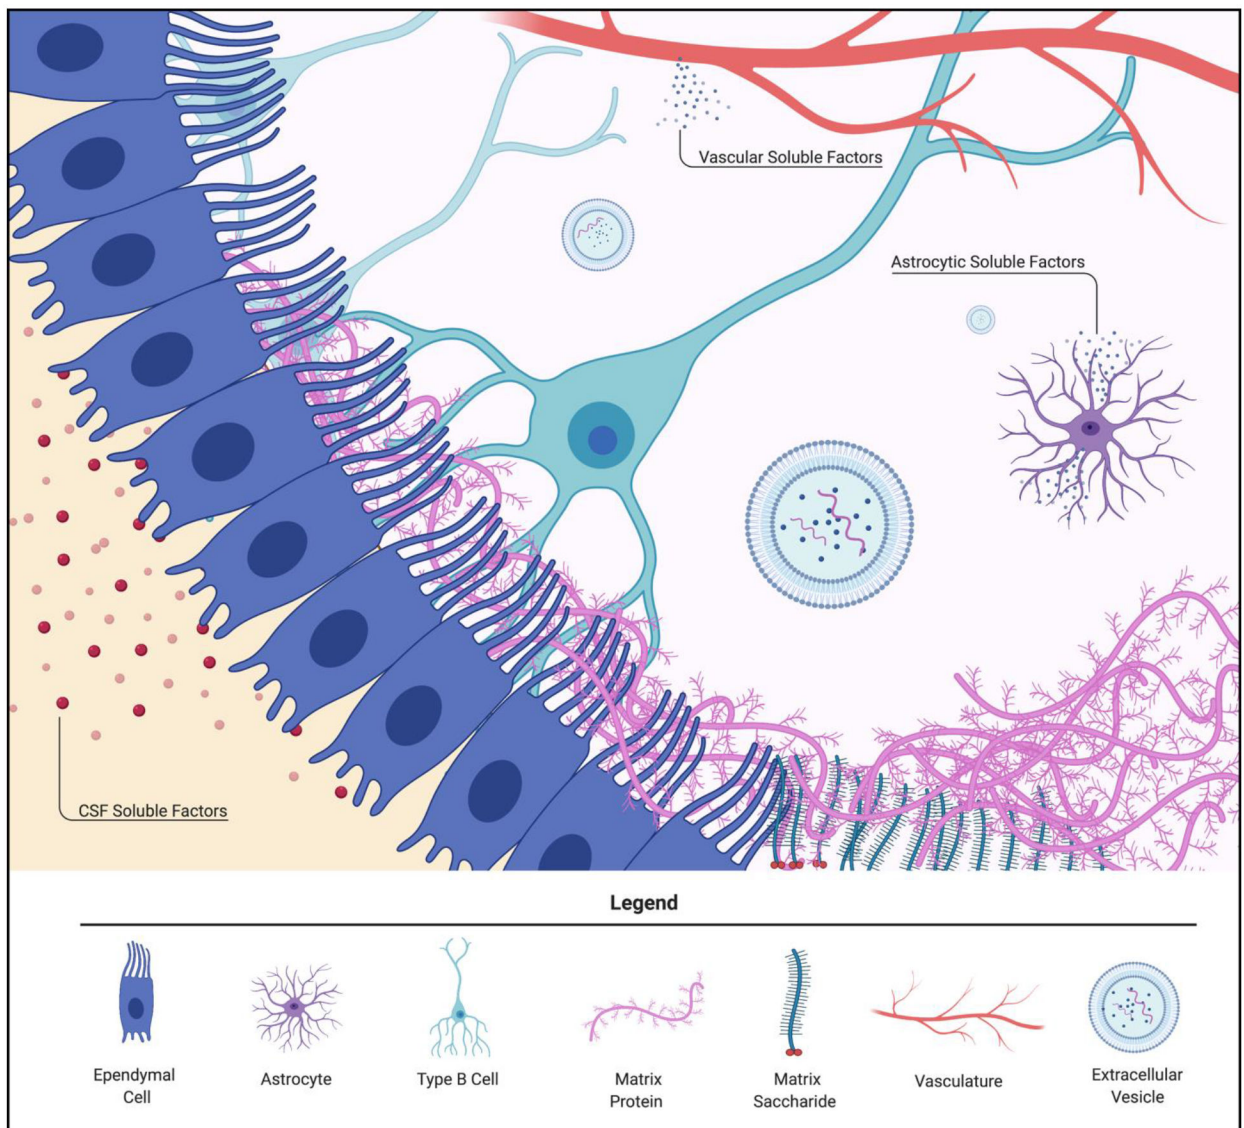 Vascular Soluble Factors
Astrocytic Soluble Factors
CSF Soluble Factors
Legend
Ependymal
Cell
Astrocyte
Type B Cell
Matrix
Protein
Matrix
Saccharide
Vasculature
Extracellular
Vesicle